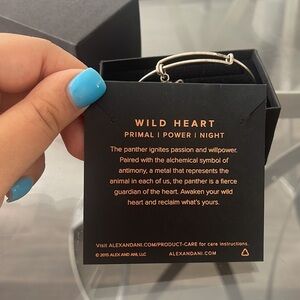 WILD HEART
PRIMAL | POWER | NIGHT
The panther ignites passion and willpower.
Paired with the alchemical symbol of
antimony, a metal that represents the
animal in each of us, the panther is a fierce
guardian of the heart. Awaken your wild
heart and reclaim what's yours.
Visit ALEXANDANI.COM/PRODUCT-CARE for care instructions.
© 2015 ALEX AND ANI, LLC
ALEXANDANI.COM